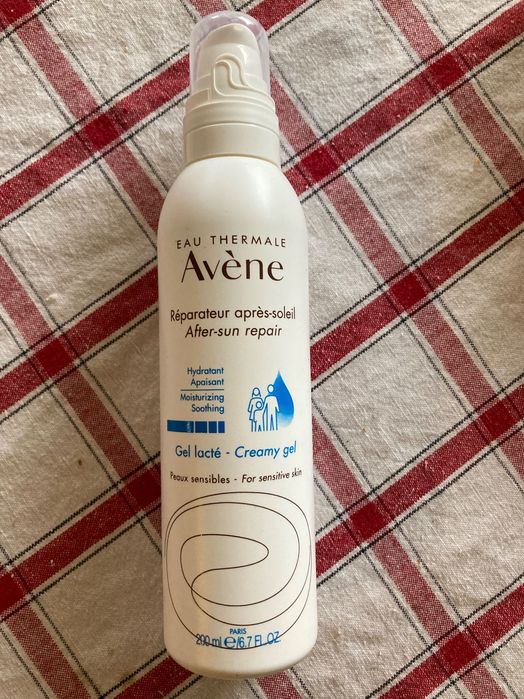 EAU THERMALE
Avène
Réparateur après-soleil
After-sun repair
Hydratant
Apaisant
Moisturizing
Soothing
Gel lacté - Creamy gel
Peaux sensibles - For sensitive skin
PARIS
200 ml e/6.7 FL. OZ.